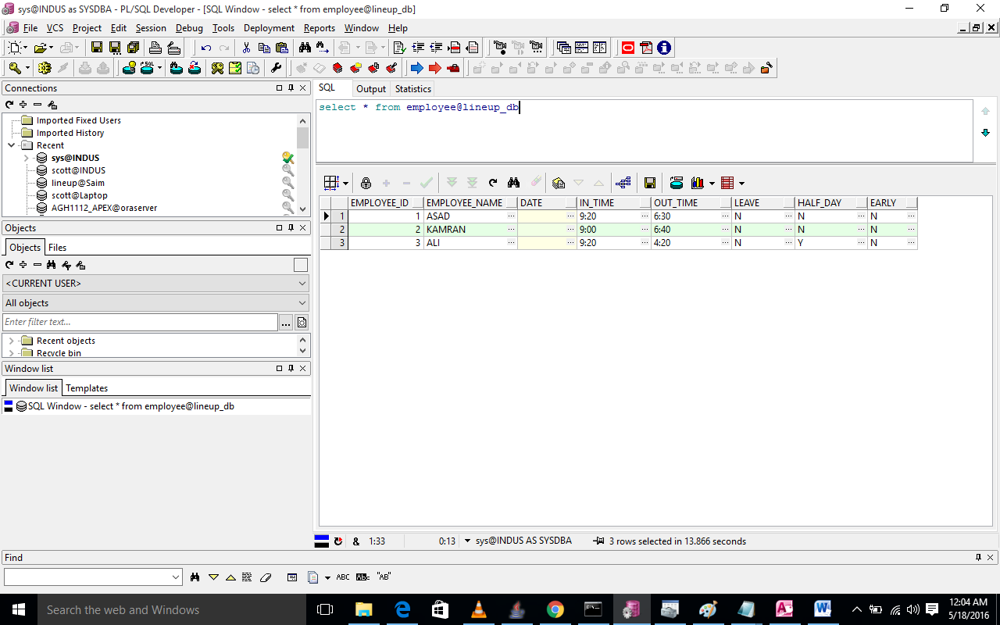 sys@INDUS as SYSDBA - PL/SQL Developer - [SQL Window - select * from employee@lineup_db]
File VCS Project Edit Session Debug Tools Deployment Reports Window Help
Connections
Imported Fixed Users
Imported History
Recent
sys@INDUS
scott@INDUS
lineup@Saim
scott@Laptop
AGH1112_APEX@oraserver
Objects
Objects Files
<CURRENT USER>
All objects
Enter filter text...
Recent objects
Recycle bin
Window list
Window list Templates
SQL Window - select * from employee@lineup_db
SQL Output Statistics
select * from employee@lineup_db
EMPLOYEE_ID EMPLOYEE_NAME DATE IN_TIME OUT_TIME LEAVE HALF_DAY EARLY
1 1 ASAD ... ... 9:20 ... 6:30 ... N ... N ... N ...
2 2 KAMRAN ... ... 9:00 ... 6:40 ... N ... N ... N ...
3 3 ALI ... ... 9:20 ... 4:20 ... N ... Y ... N ...
& 1:33 0:13 sys@INDUS AS SYSDBA 3 rows selected in 13.866 seconds
Find
ABC ABC "AB"
Search the web and Windows
12:04 AM
5/18/2016